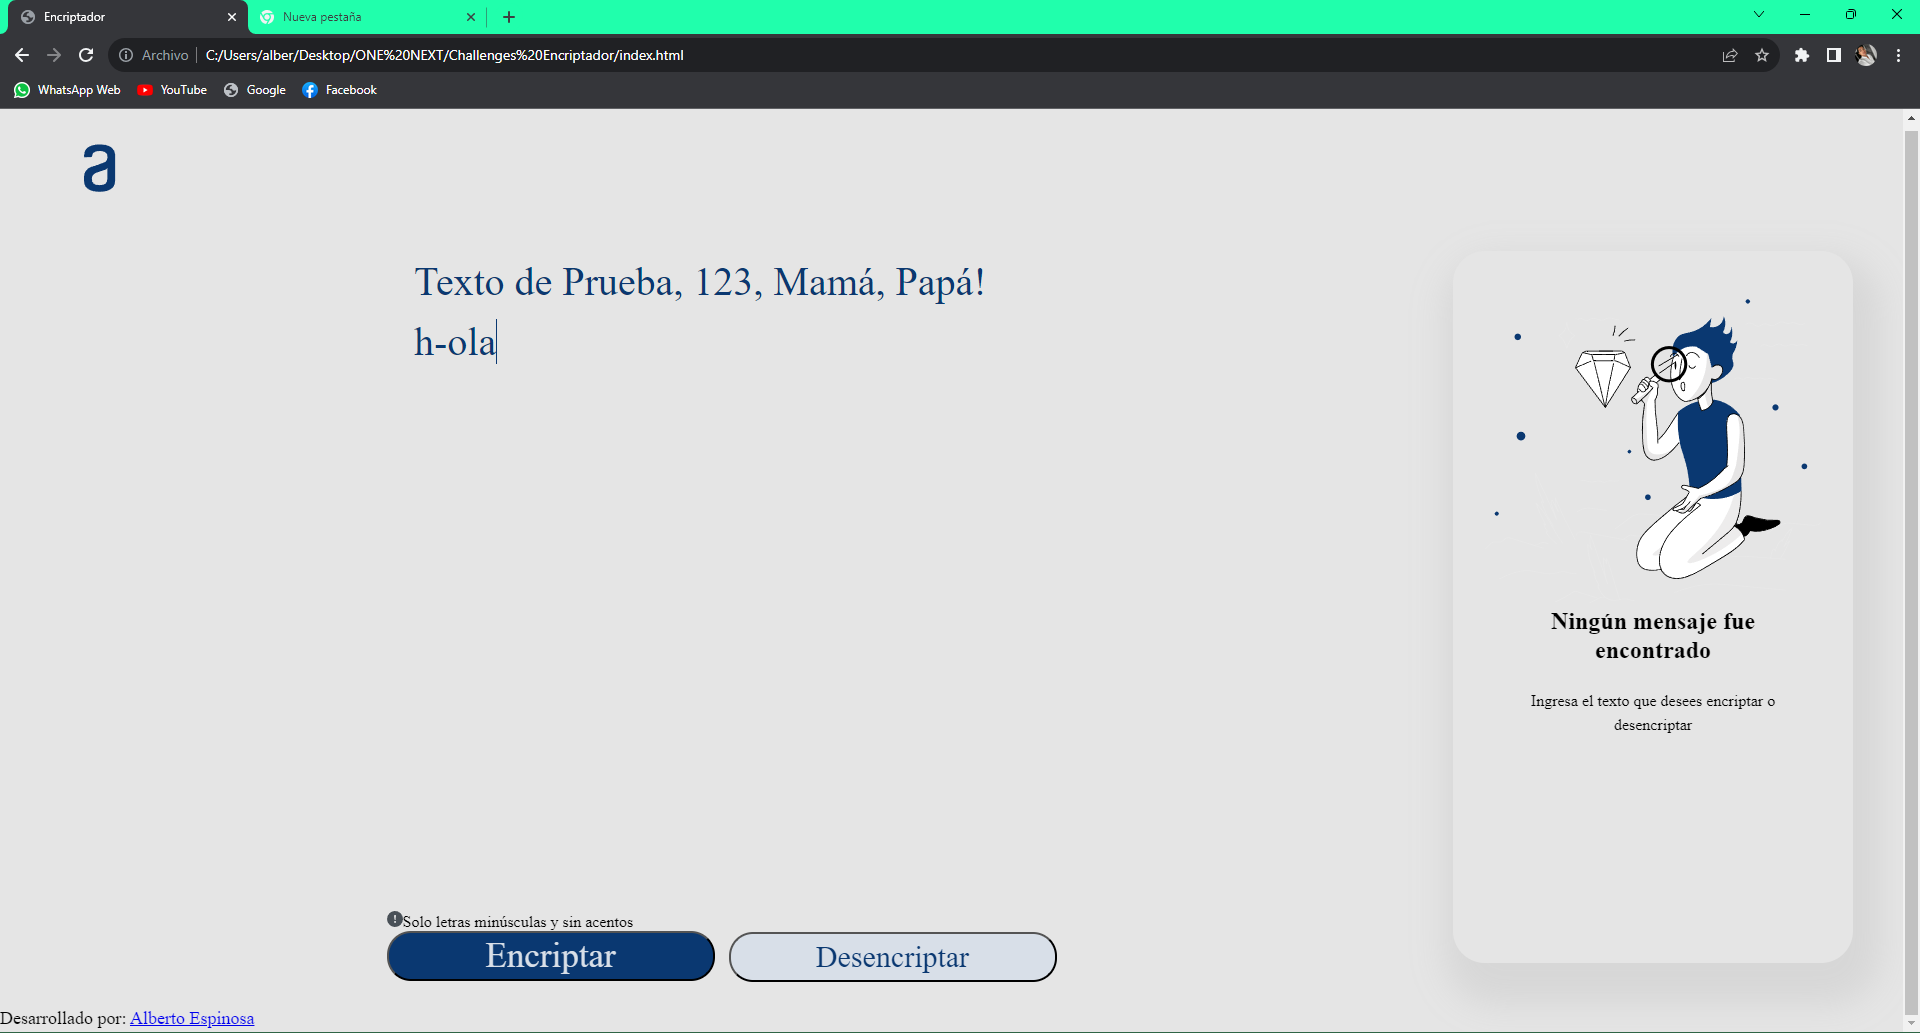 Encriptador
Nueva pestaña
Archivo
C:/Users/alber/Desktop/ONE%20NEXT/Challenges%20Encriptador/index.html
WhatsApp Web
YouTube
Google
Facebook
a
Texto de Prueba, 123, Mamá, Papá!
h-ola
Ningún mensaje fue
encontrado
Ingresa el texto que desees encriptar o
desencriptar
Solo letras minúsculas y sin acentos
Encriptar
Desencriptar
Desarrollado por: Alberto Espinosa